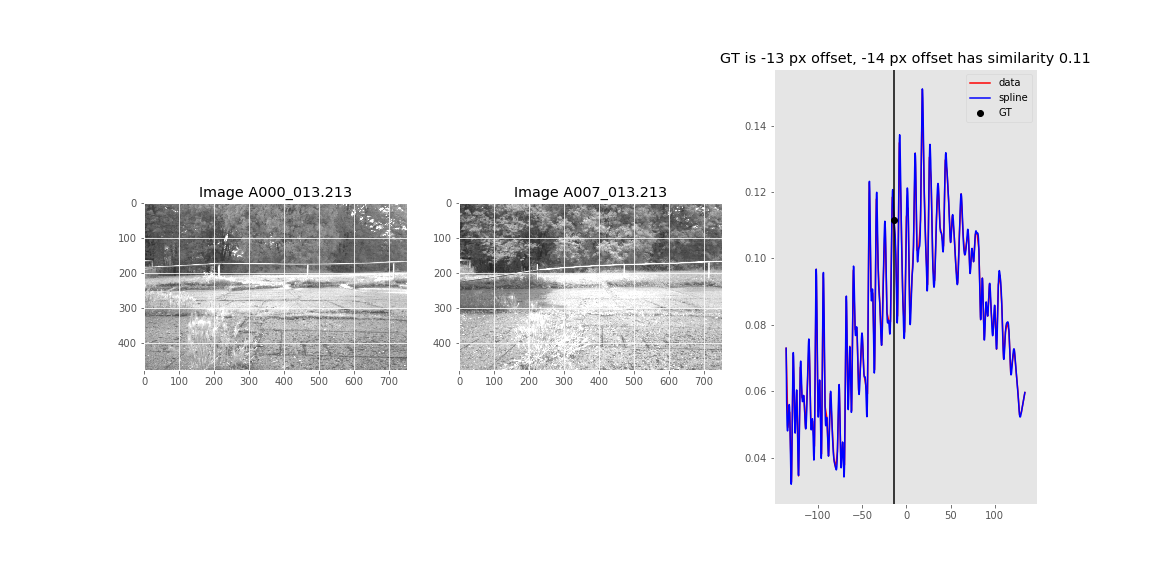 Image A000_013.213
0
100
200
300
400
0 100 200 300 400 500 600 700
Image A007_013.213
0
100
200
300
400
0 100 200 300 400 500 600 700
GT is -13 px offset, -14 px offset has similarity 0.11
data
spline
GT
0.14
0.12
0.10
0.08
0.06
0.04
−100 −50 0 50 100